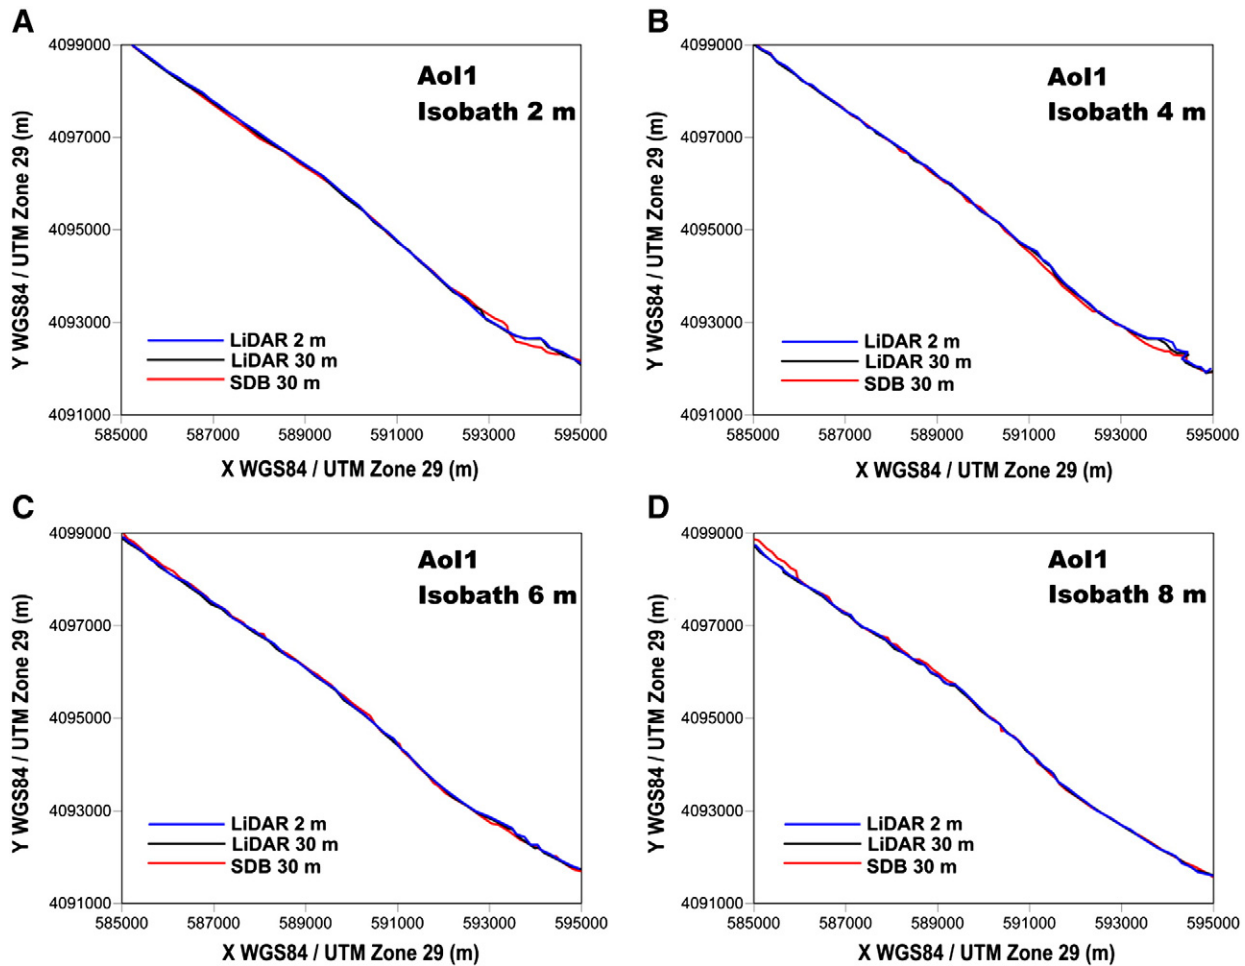 A
4099000
4097000
4095000
4093000
4091000
Y WGS84 / UTM Zone 29 (m)
AoI1
Isobath 2 m
LiDAR 2 m
LiDAR 30 m
SDB 30 m
585000 587000 589000 591000 593000 595000
X WGS84 / UTM Zone 29 (m)
B
4099000
4097000
4095000
4093000
4091000
Y WGS84 / UTM Zone 29 (m)
AoI1
Isobath 4 m
LiDAR 2 m
LiDAR 30 m
SDB 30 m
585000 587000 589000 591000 593000 595000
X WGS84 / UTM Zone 29 (m)
C
4099000
4097000
4095000
4093000
4091000
Y WGS84 / UTM Zone 29 (m)
AoI1
Isobath 6 m
LiDAR 2 m
LiDAR 30 m
SDB 30 m
585000 587000 589000 591000 593000 595000
X WGS84 / UTM Zone 29 (m)
D
4099000
4097000
4095000
4093000
4091000
Y WGS84 / UTM Zone 29 (m)
AoI1
Isobath 8 m
LiDAR 2 m
LiDAR 30 m
SDB 30 m
585000 587000 589000 591000 593000 595000
X WGS84 / UTM Zone 29 (m)